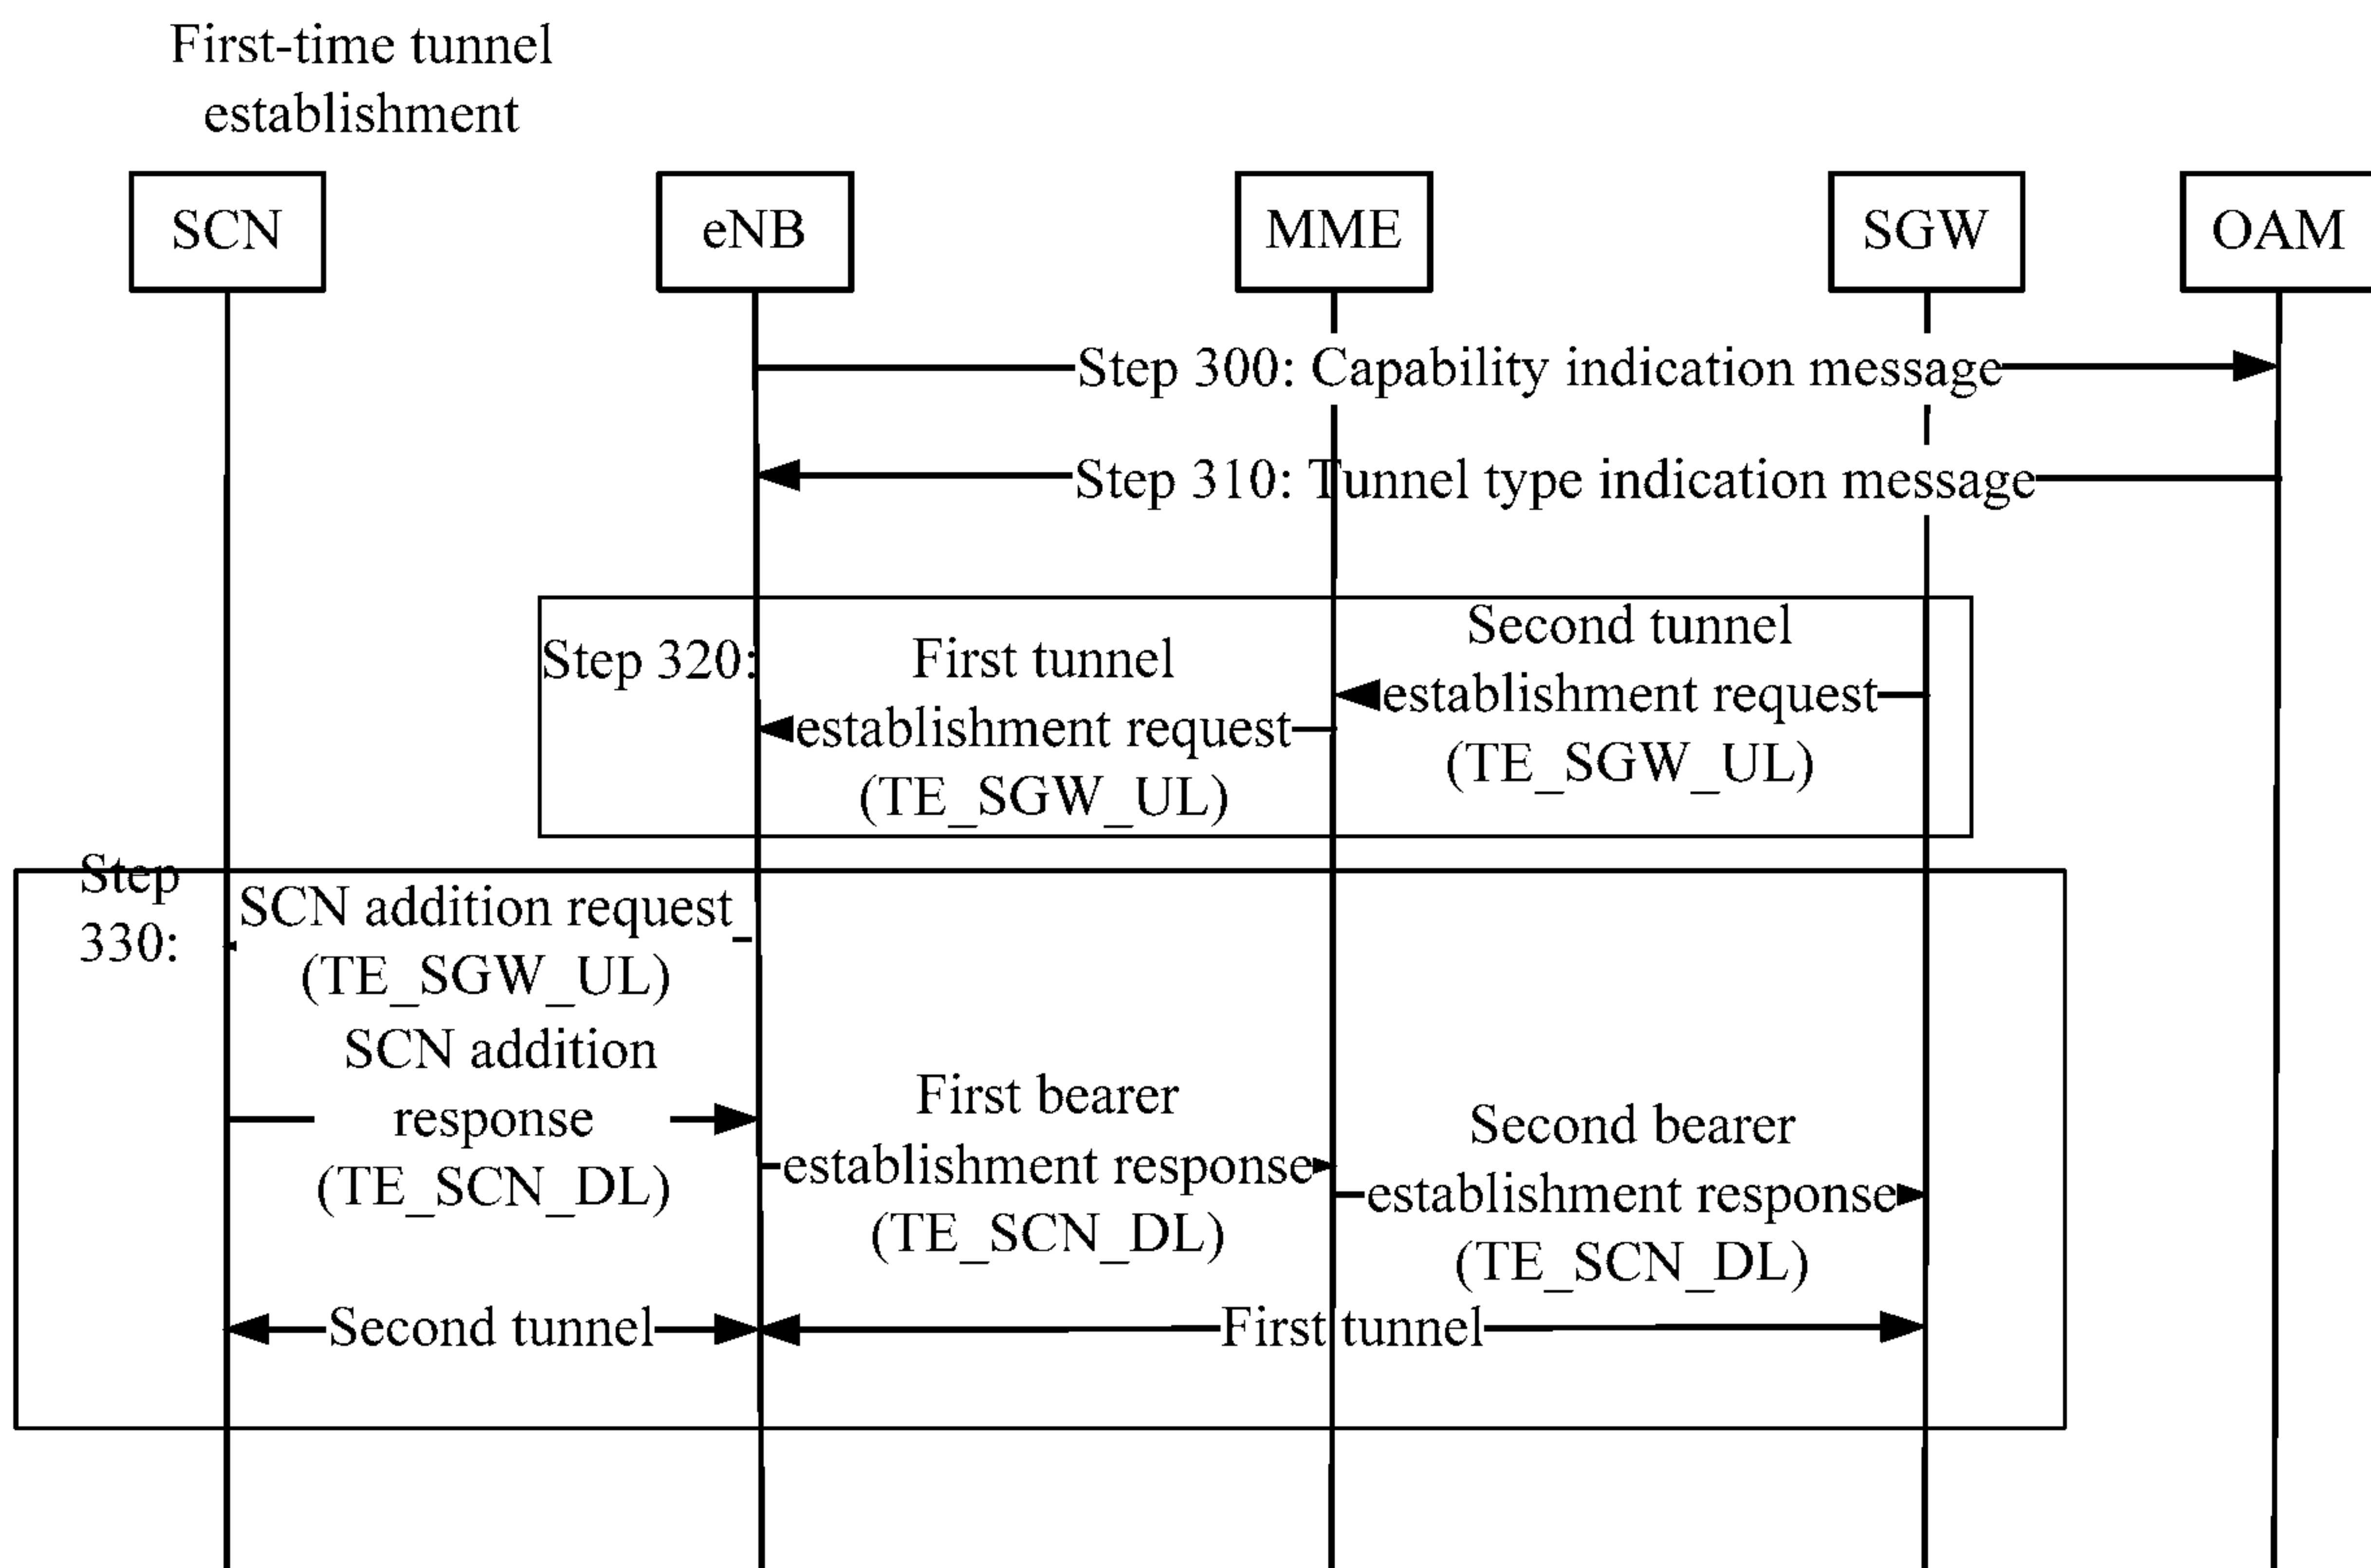 First-time tunnel
establishment
SCN
eNB
MME
SGW
OAM
Step 300: Capability indication message
Step 310: Tunnel type indication message
Step 320:
First tunnel
establishment request
(TE_SGW_UL)
Second tunnel
establishment request
(TE_SGW_UL)
Step
330:
SCN addition request
(TE_SGW_UL)
SCN addition
response
(TE_SCN_DL)
First bearer
establishment response
(TE_SCN_DL)
Second bearer
establishment response
(TE_SCN_DL)
Second tunnel
First tunnel